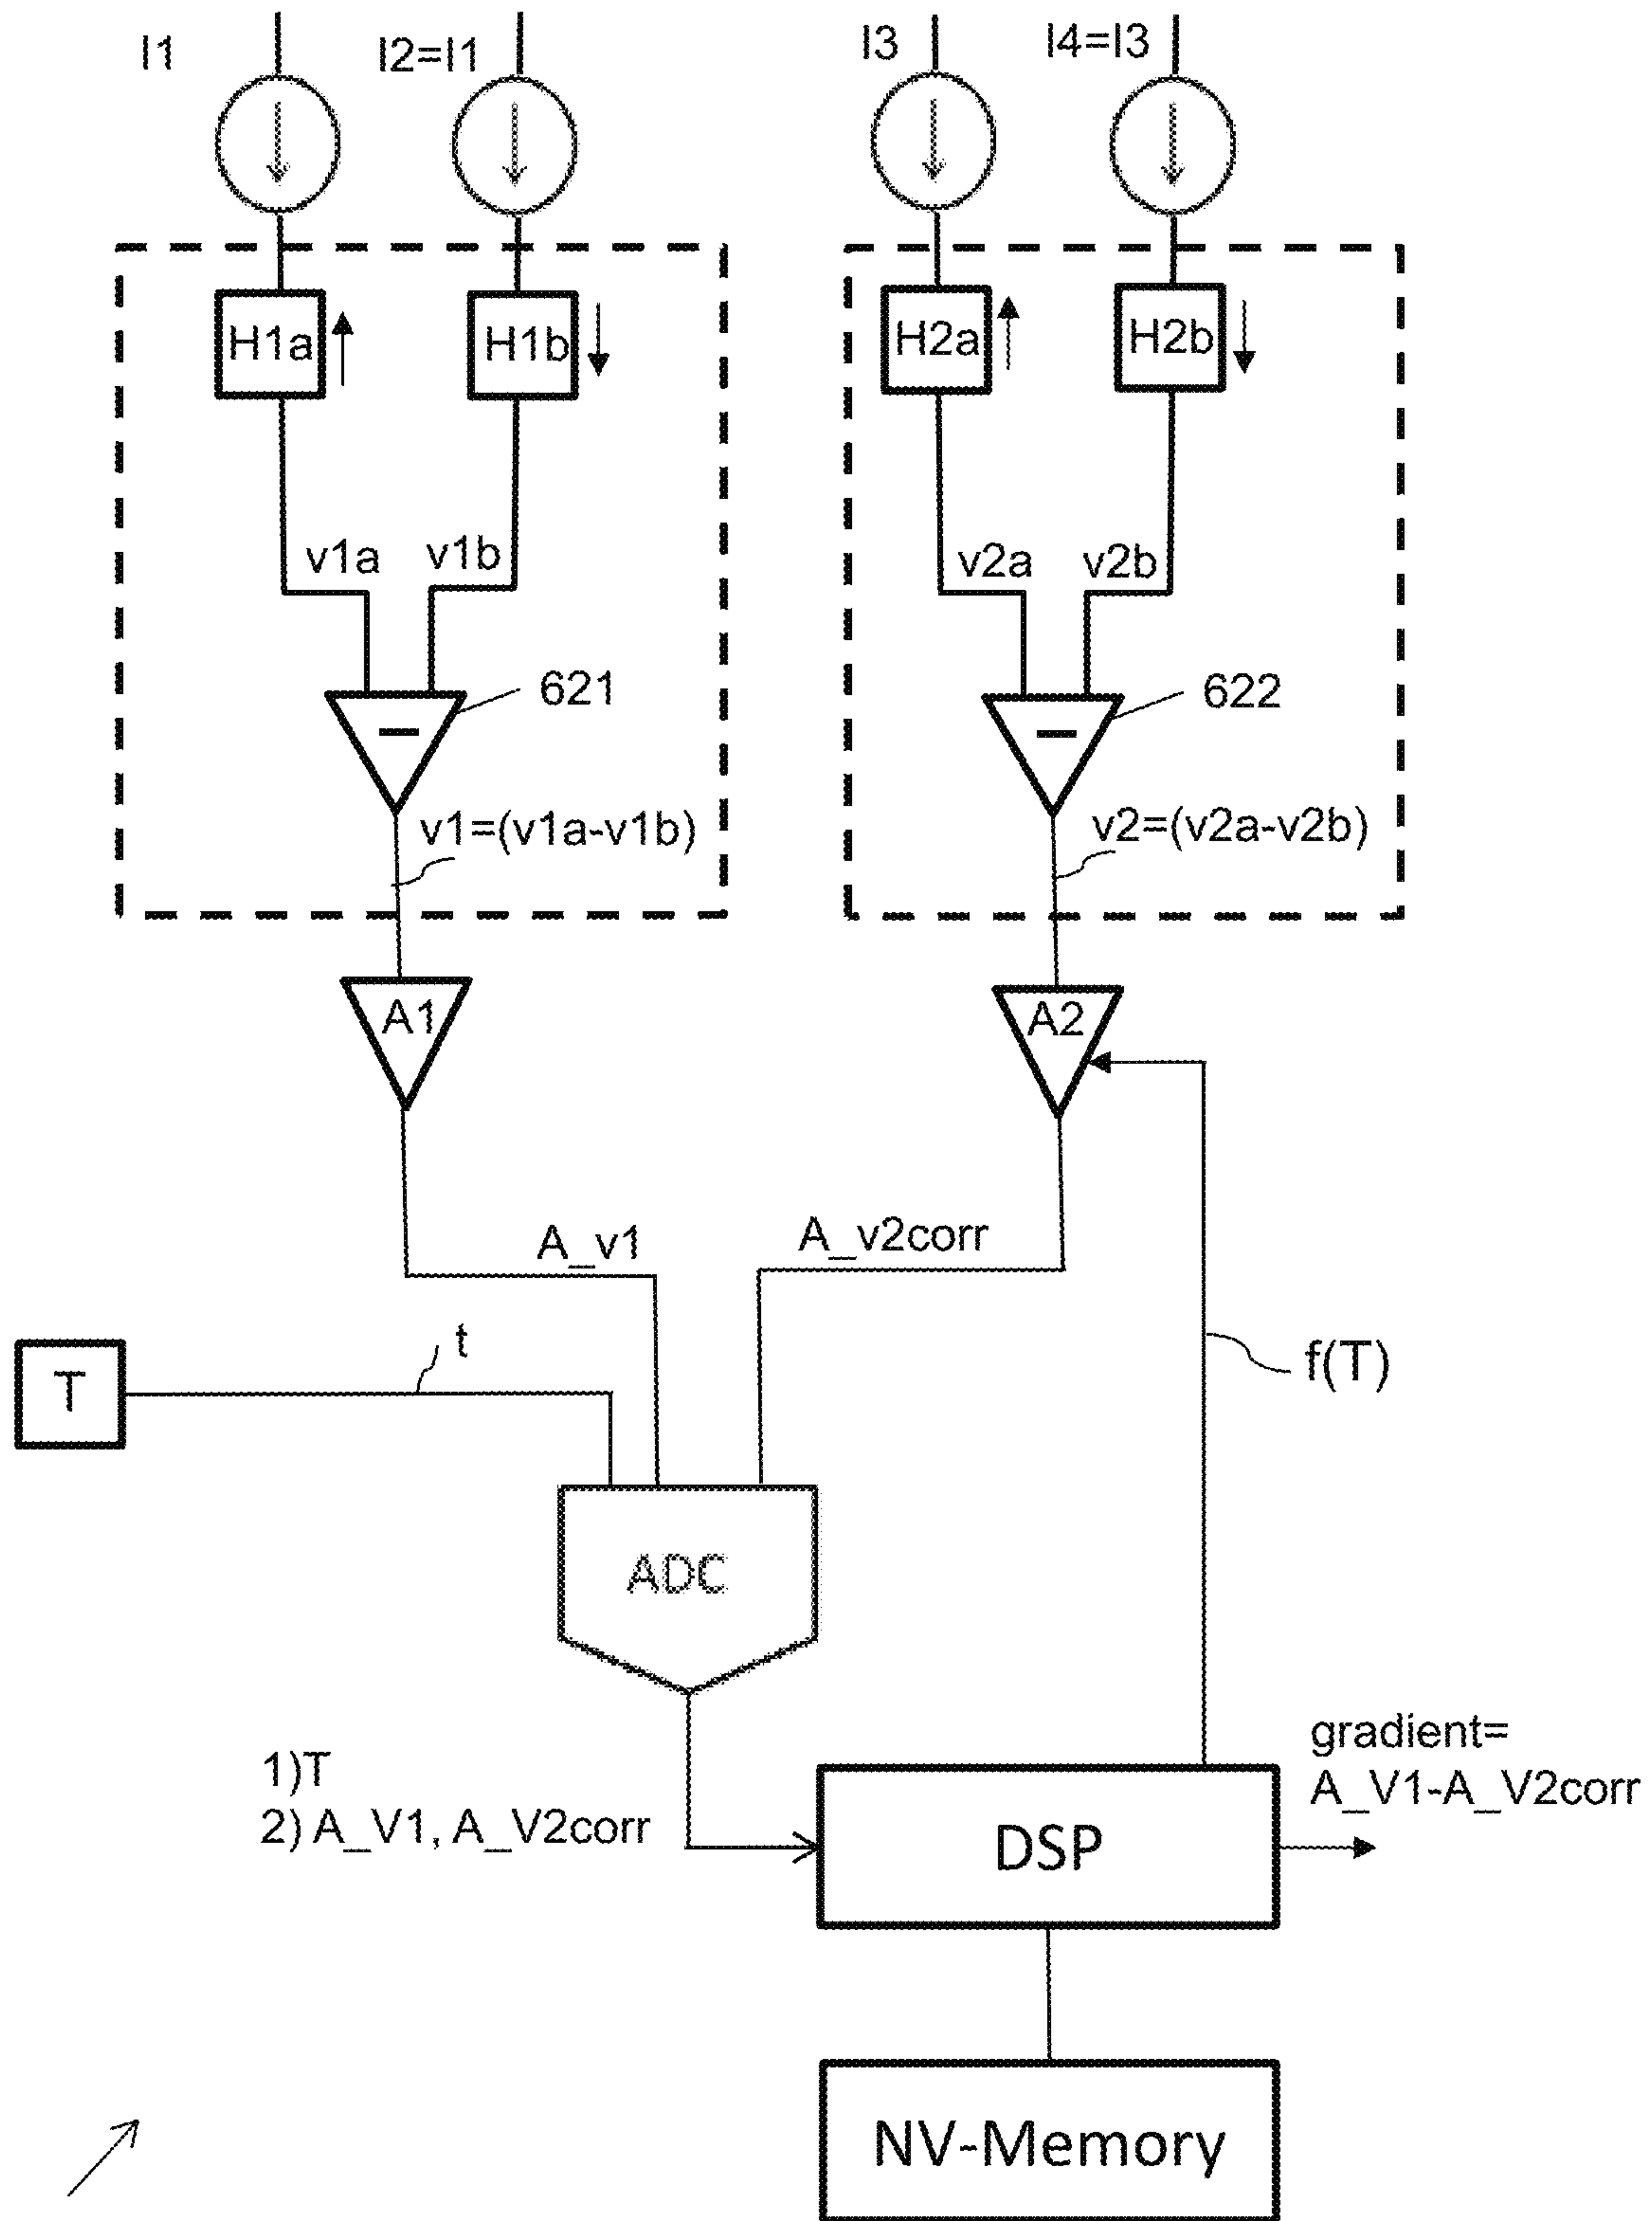 I1
I2=I1
I3
I4=I3
H1a
H1b
H2a
H2b
v1a
v1b
v2a
v2b
621
622
v1=(v1a-v1b)
v2=(v2a-v2b)
A1
A2
A_v1
A_v2corr
T
t
f(T)
ADC
1)T
2) A_V1, A_V2corr
gradient=
A_V1-A_V2corr
DSP
NV-Memory